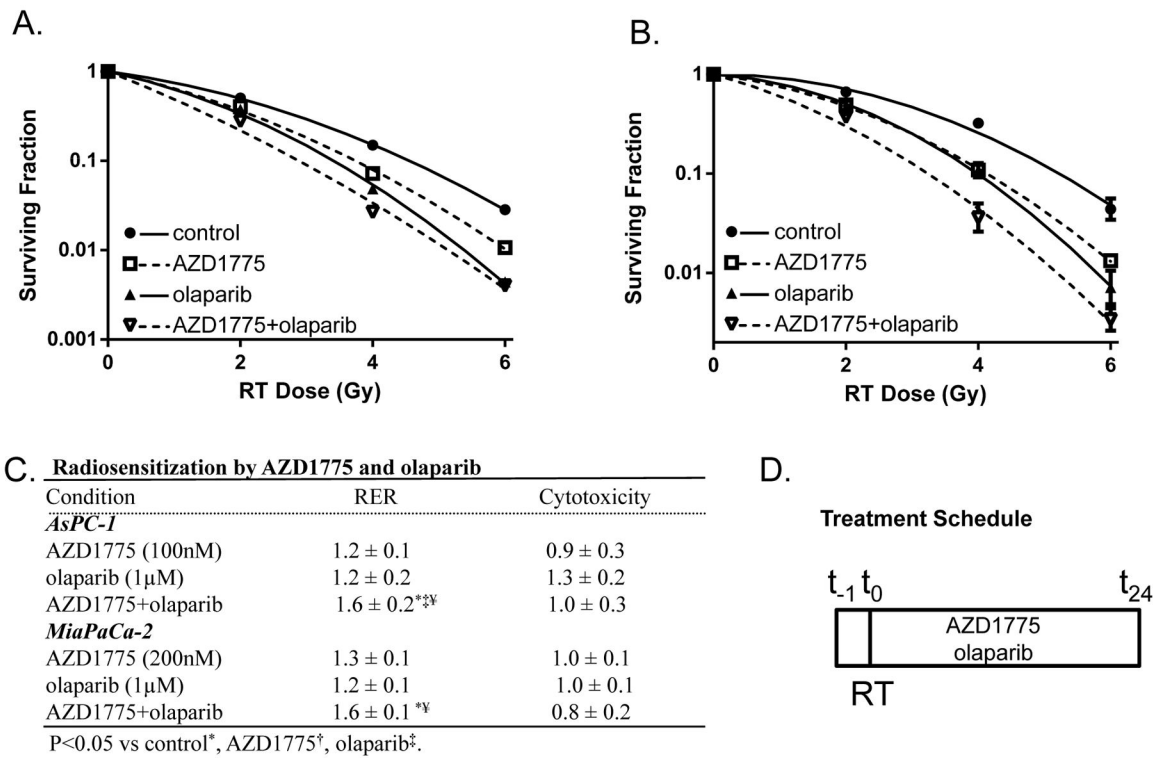 A.
1
0.1
0.01
0.001
Surviving Fraction
control
AZD1775
olaparib
AZD1775+olaparib
0 2 4 6
RT Dose (Gy)
B.
1
0.1
0.01
Surviving Fraction
control
AZD1775
olaparib
AZD1775+olaparib
0 2 4 6
RT Dose (Gy)
C. Radiosensitization by AZD1775 and olaparib
Condition RER Cytotoxicity
AsPC-1
AZD1775 (100nM) 1.2 ± 0.1 0.9 ± 0.3
olaparib (1µM) 1.2 ± 0.2 1.3 ± 0.2
AZD1775+olaparib 1.6 ± 0.2*‡¥ 1.0 ± 0.3
MiaPaCa-2
AZD1775 (200nM) 1.3 ± 0.1 1.0 ± 0.1
olaparib (1µM) 1.2 ± 0.1 1.0 ± 0.1
AZD1775+olaparib 1.6 ± 0.1 *¥ 0.8 ± 0.2
P<0.05 vs control*, AZD1775†, olaparib‡.
D.
Treatment Schedule
t-1 t0 t24
AZD1775
olaparib
RT